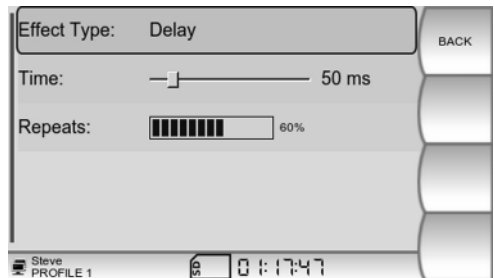 Effect Type: Delay
BACK
Time: 50 ms
Repeats: 60%
Steve
PROFILE 1
SD
01:17:47